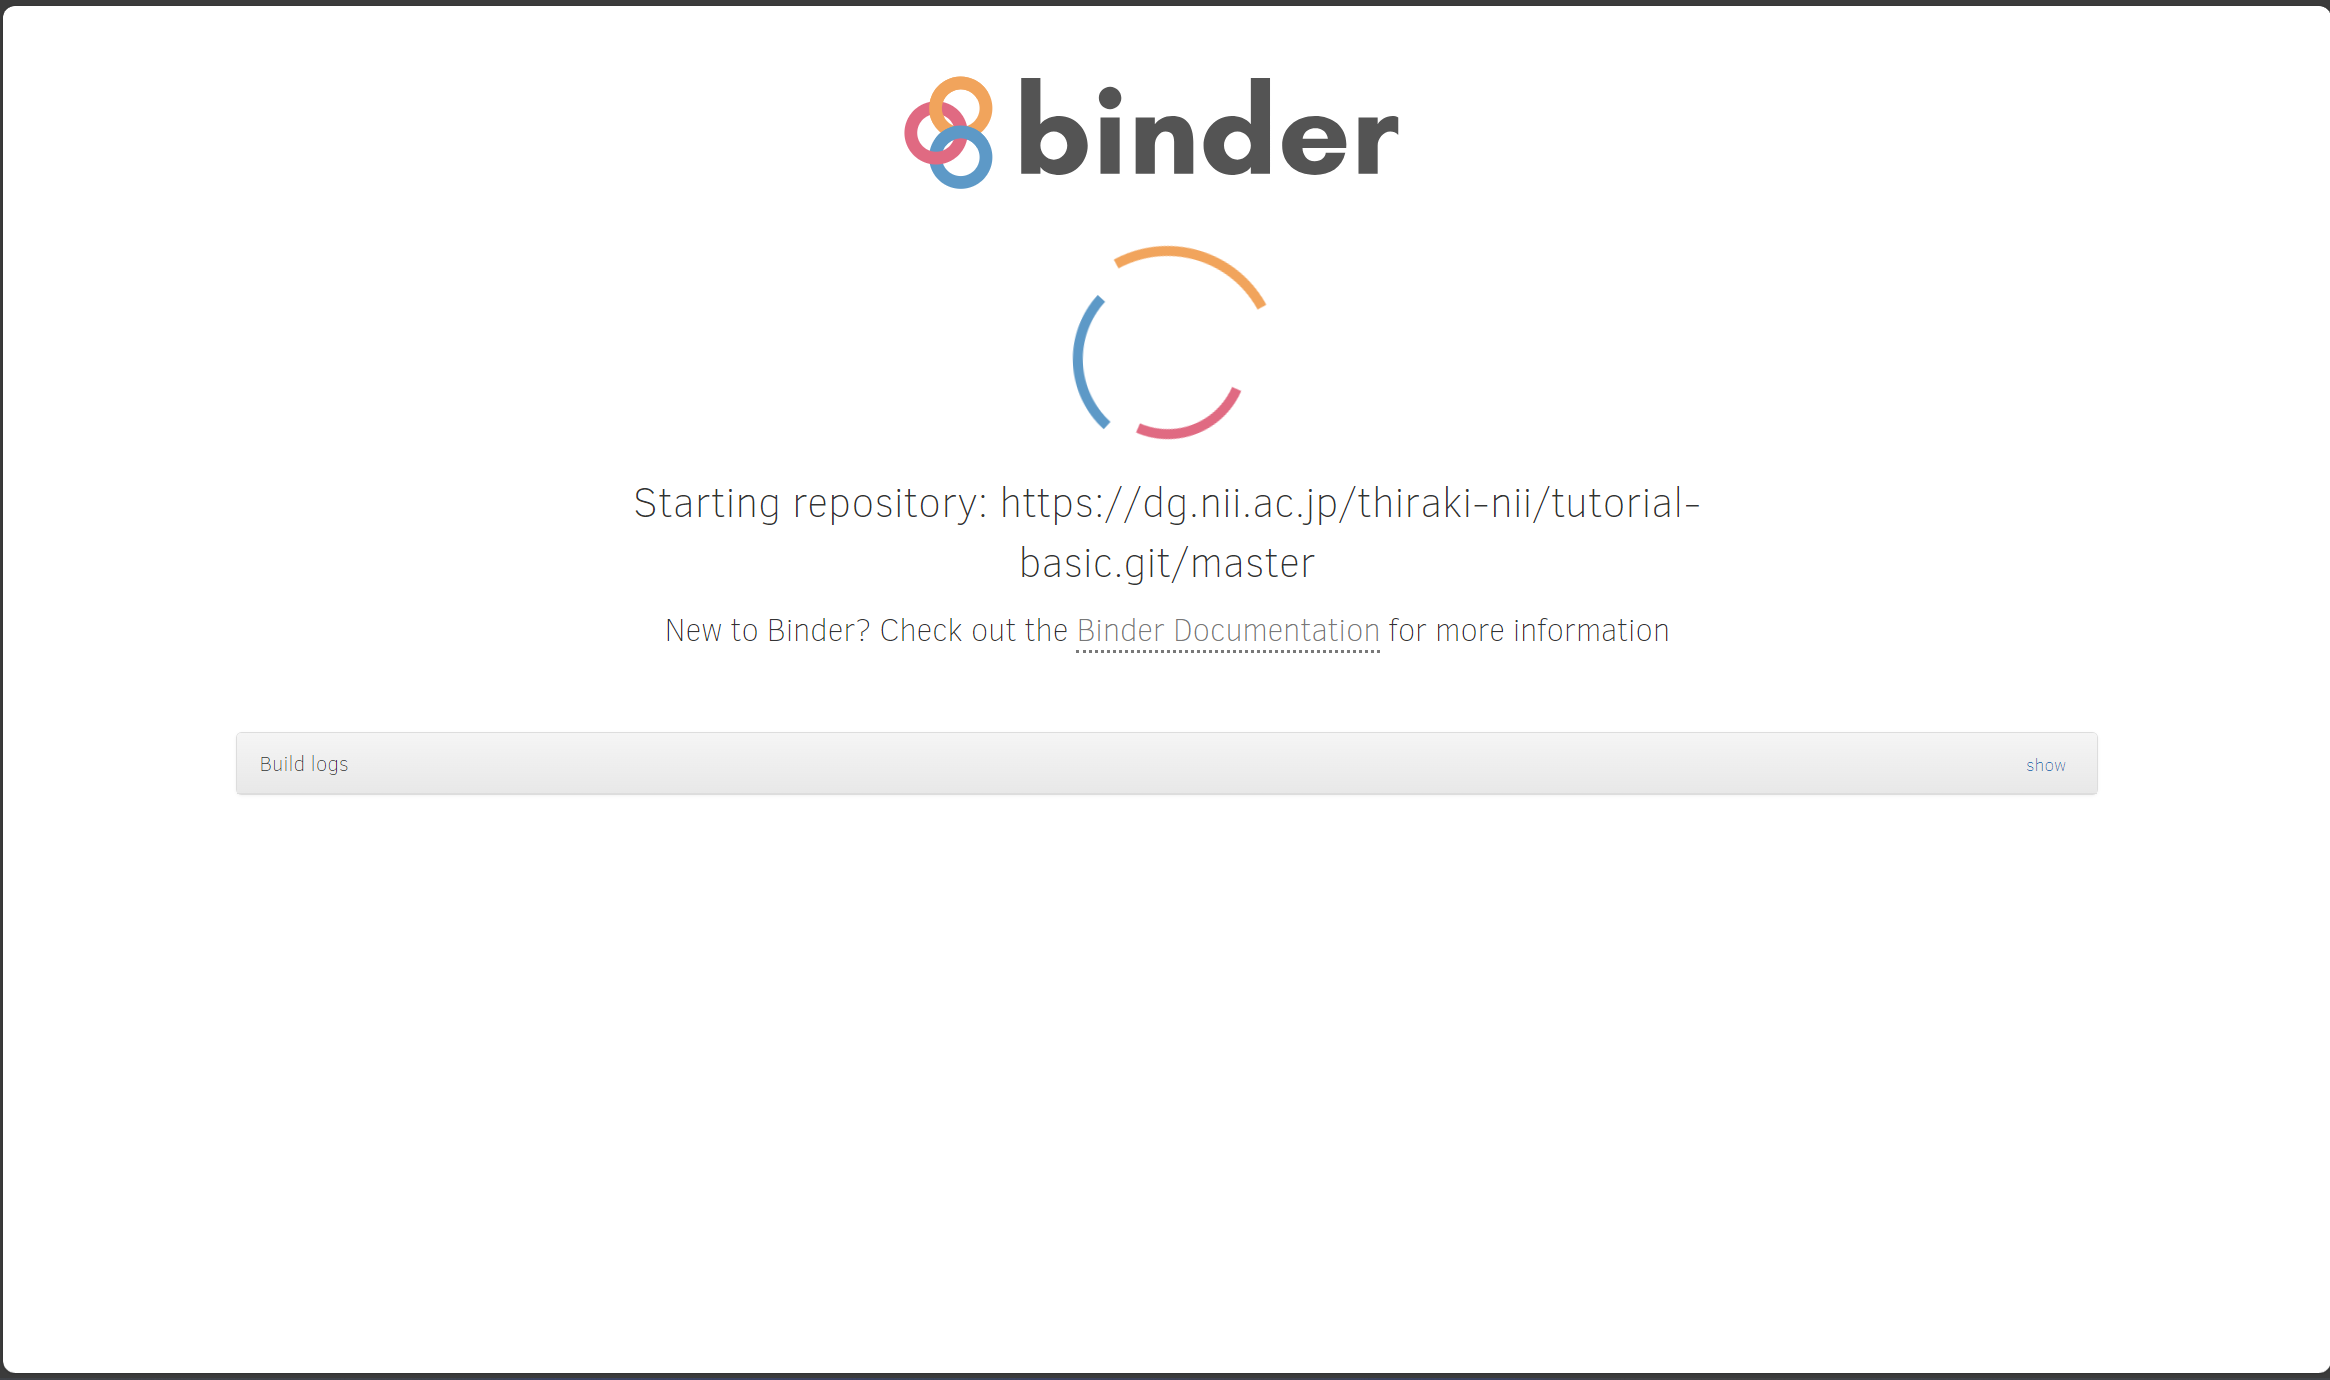 binder
Starting repository: https://dg.nii.ac.jp/thiraki-nii/tutorial-
basic.git/master
New to Binder? Check out the Binder Documentation for more information
Build logs
show